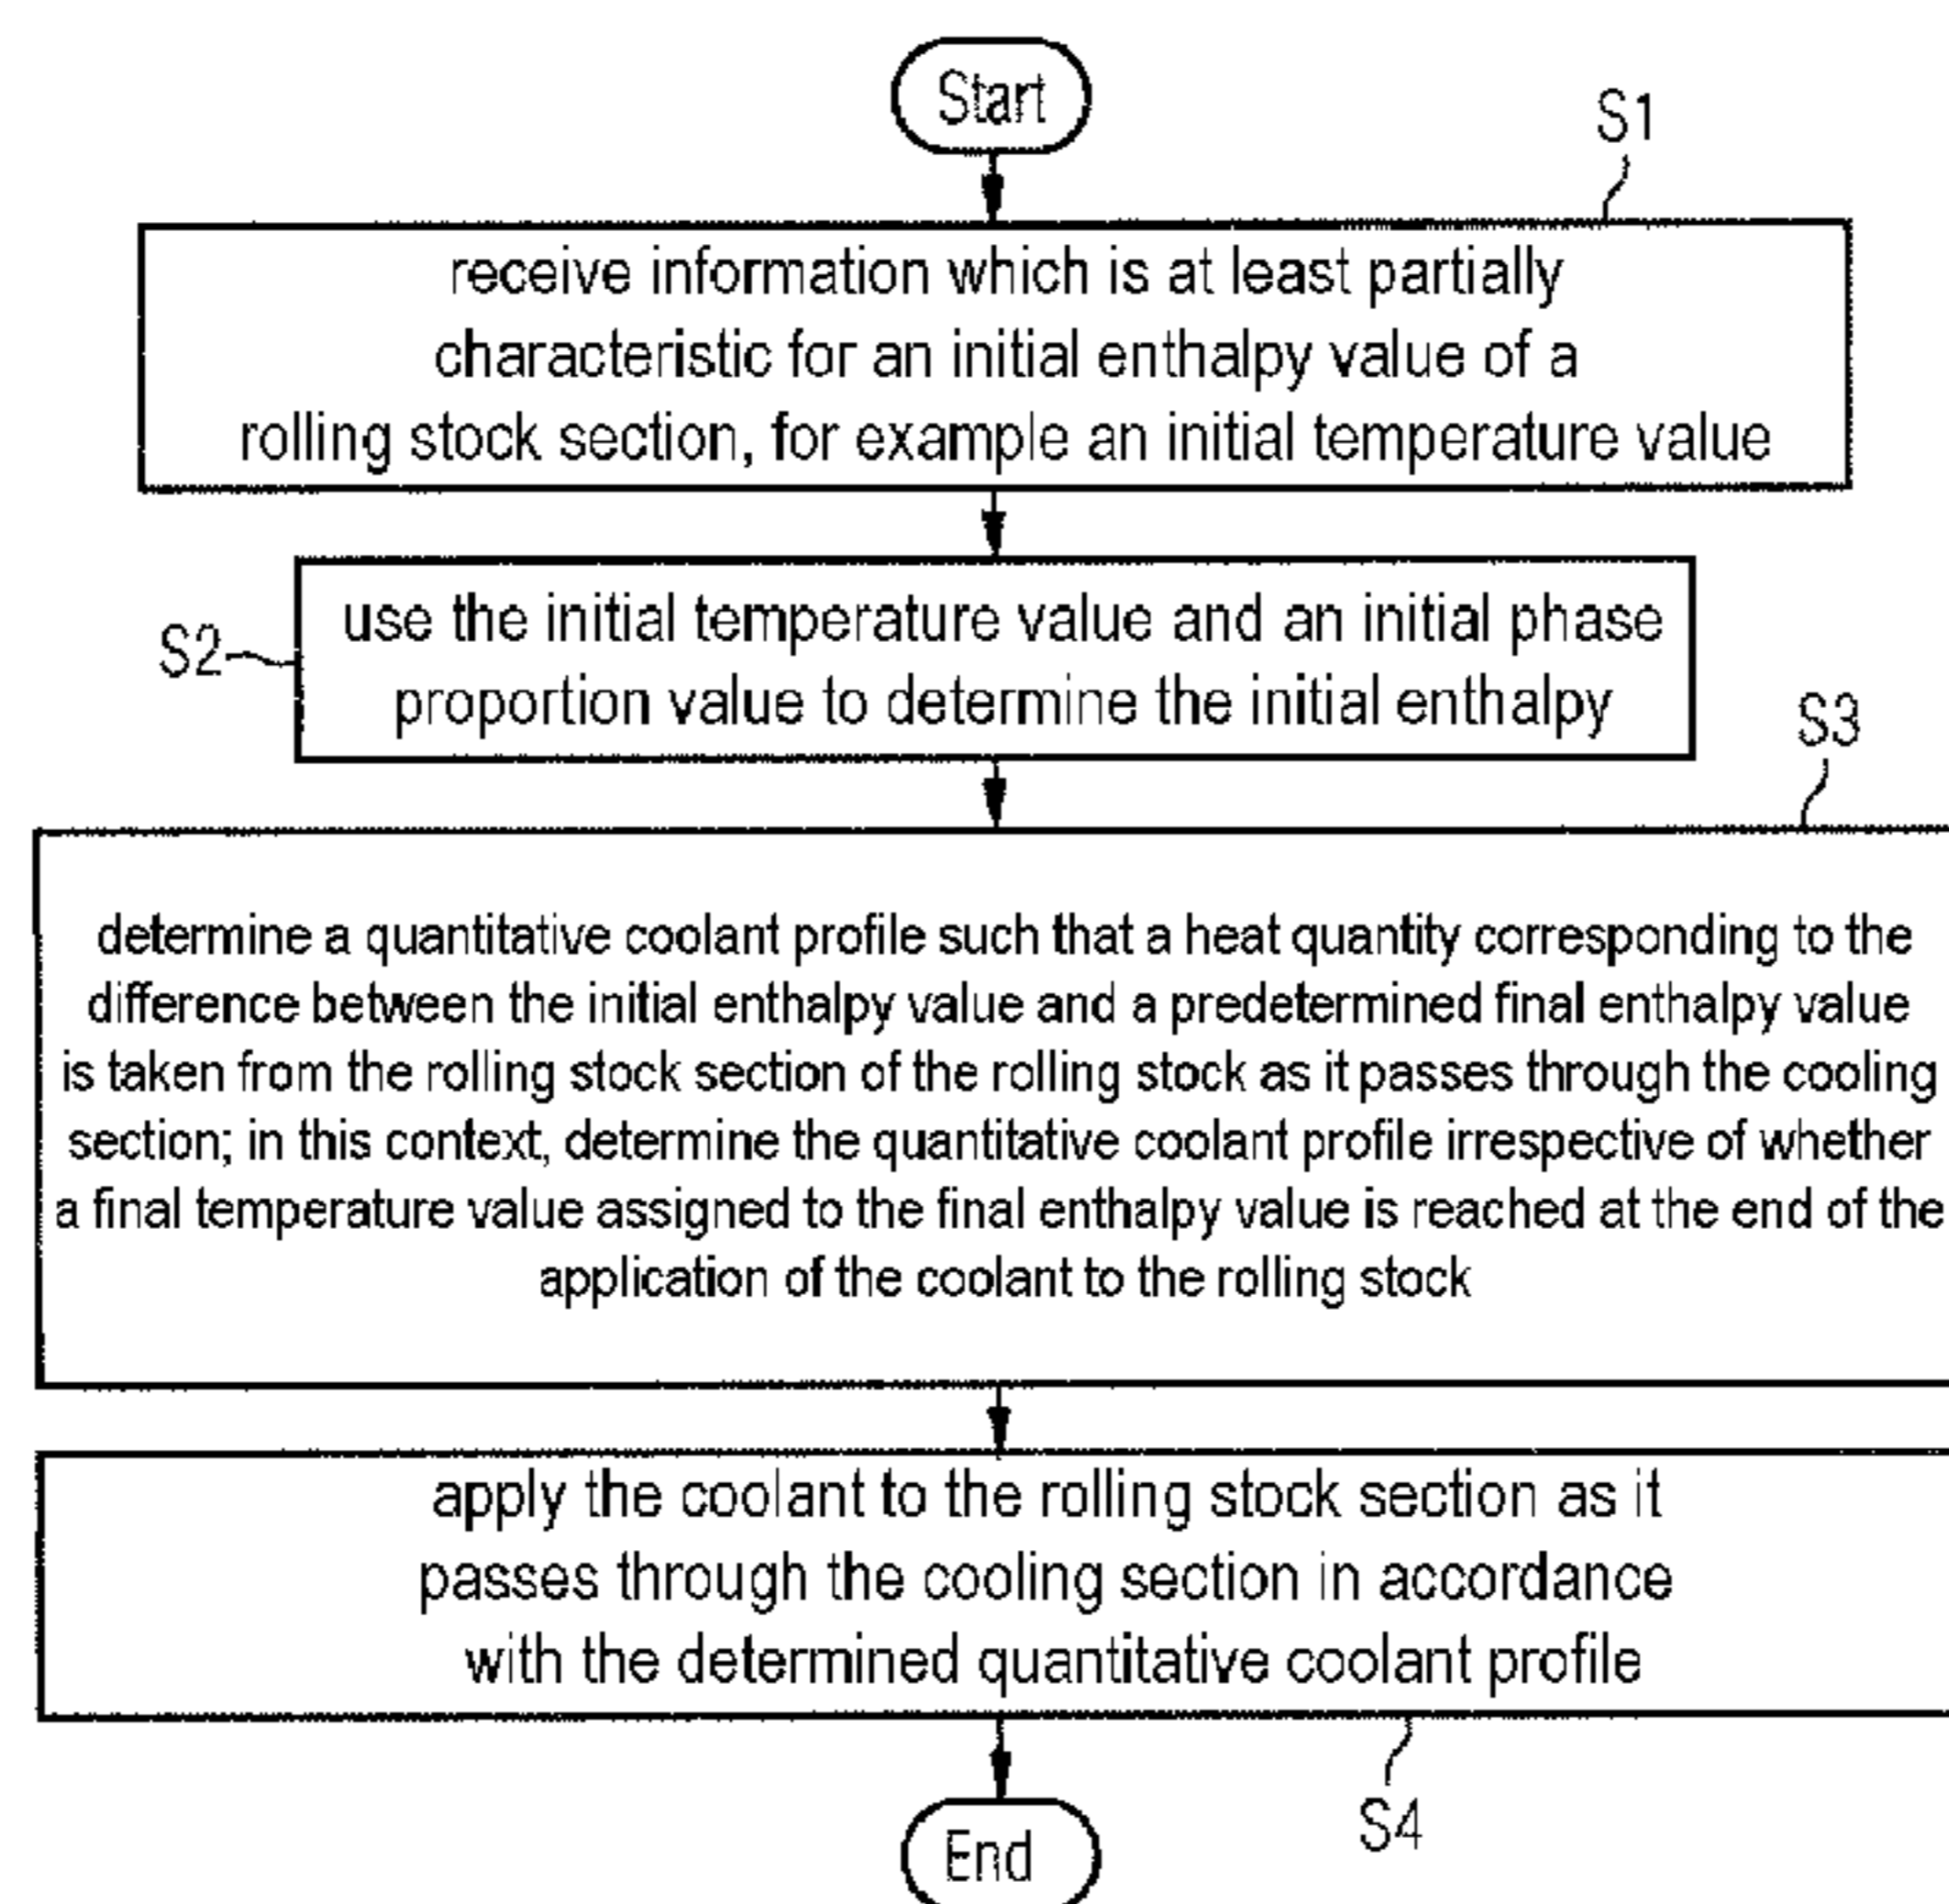 Start
S1
receive information which is at least partially
characteristic for an initial enthalpy value of a
rolling stock section, for example an initial temperature value
S2
use the initial temperature value and an initial phase
proportion value to determine the initial enthalpy
S3
determine a quantitative coolant profile such that a heat quantity corresponding to the
difference between the initial enthalpy value and a predetermined final enthalpy value
is taken from the rolling stock section of the rolling stock as it passes through the cooling
section; in this context, determine the quantitative coolant profile irrespective of whether
a final temperature value assigned to the final enthalpy value is reached at the end of the
application of the coolant to the rolling stock
apply the coolant to the rolling stock section as it
passes through the cooling section in accordance
with the determined quantitative coolant profile
S4
End